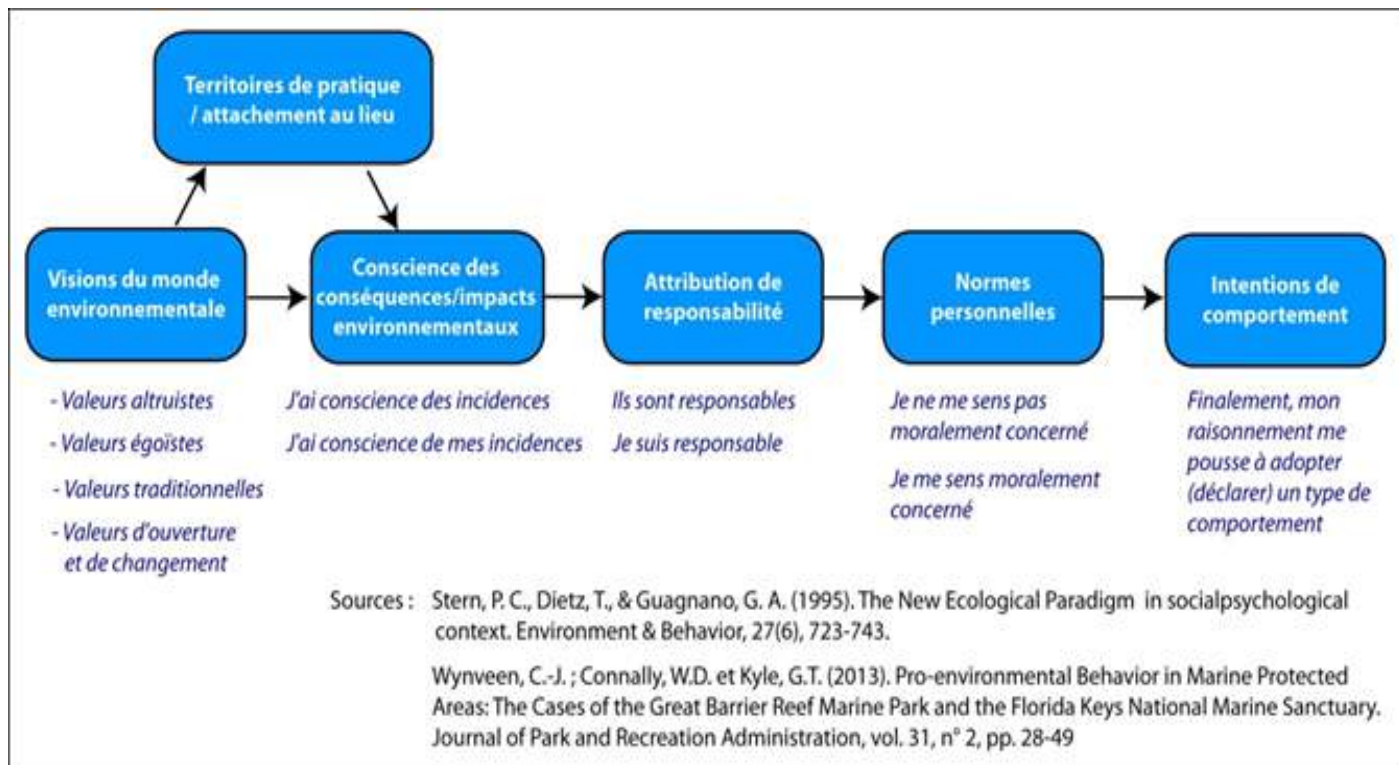 Territoires de pratique
/ attachement au lieu
Visions du monde
environnementale
Conscience des
conséquences/impacts
environnementaux
Attribution de
responsabilité
Normes
personnelles
Intentions de
comportement
- Valeurs altruistes
- Valeurs égoïstes
- Valeurs traditionnelles
- Valeurs d'ouverture
et de changement
J'ai conscience des incidences
J'ai conscience de mes incidences
Ils sont responsables
Je suis responsable
Je ne me sens pas
moralement concerné
Je me sens moralement
concerné
Finalement, mon
raisonnement me
pousse à adopter
(déclarer) un type de
comportement
Sources : Stern, P. C., Dietz, T., & Guagnano, G. A. (1995). The New Ecological Paradigm in socialpsychological
context. Environment & Behavior, 27(6), 723-743.
Wynveen, C.-J. ; Connally, W.D. et Kyle, G.T. (2013). Pro-environmental Behavior in Marine Protected
Areas: The Cases of the Great Barrier Reef Marine Park and the Florida Keys National Marine Sanctuary.
Journal of Park and Recreation Administration, vol. 31, n° 2, pp. 28-49